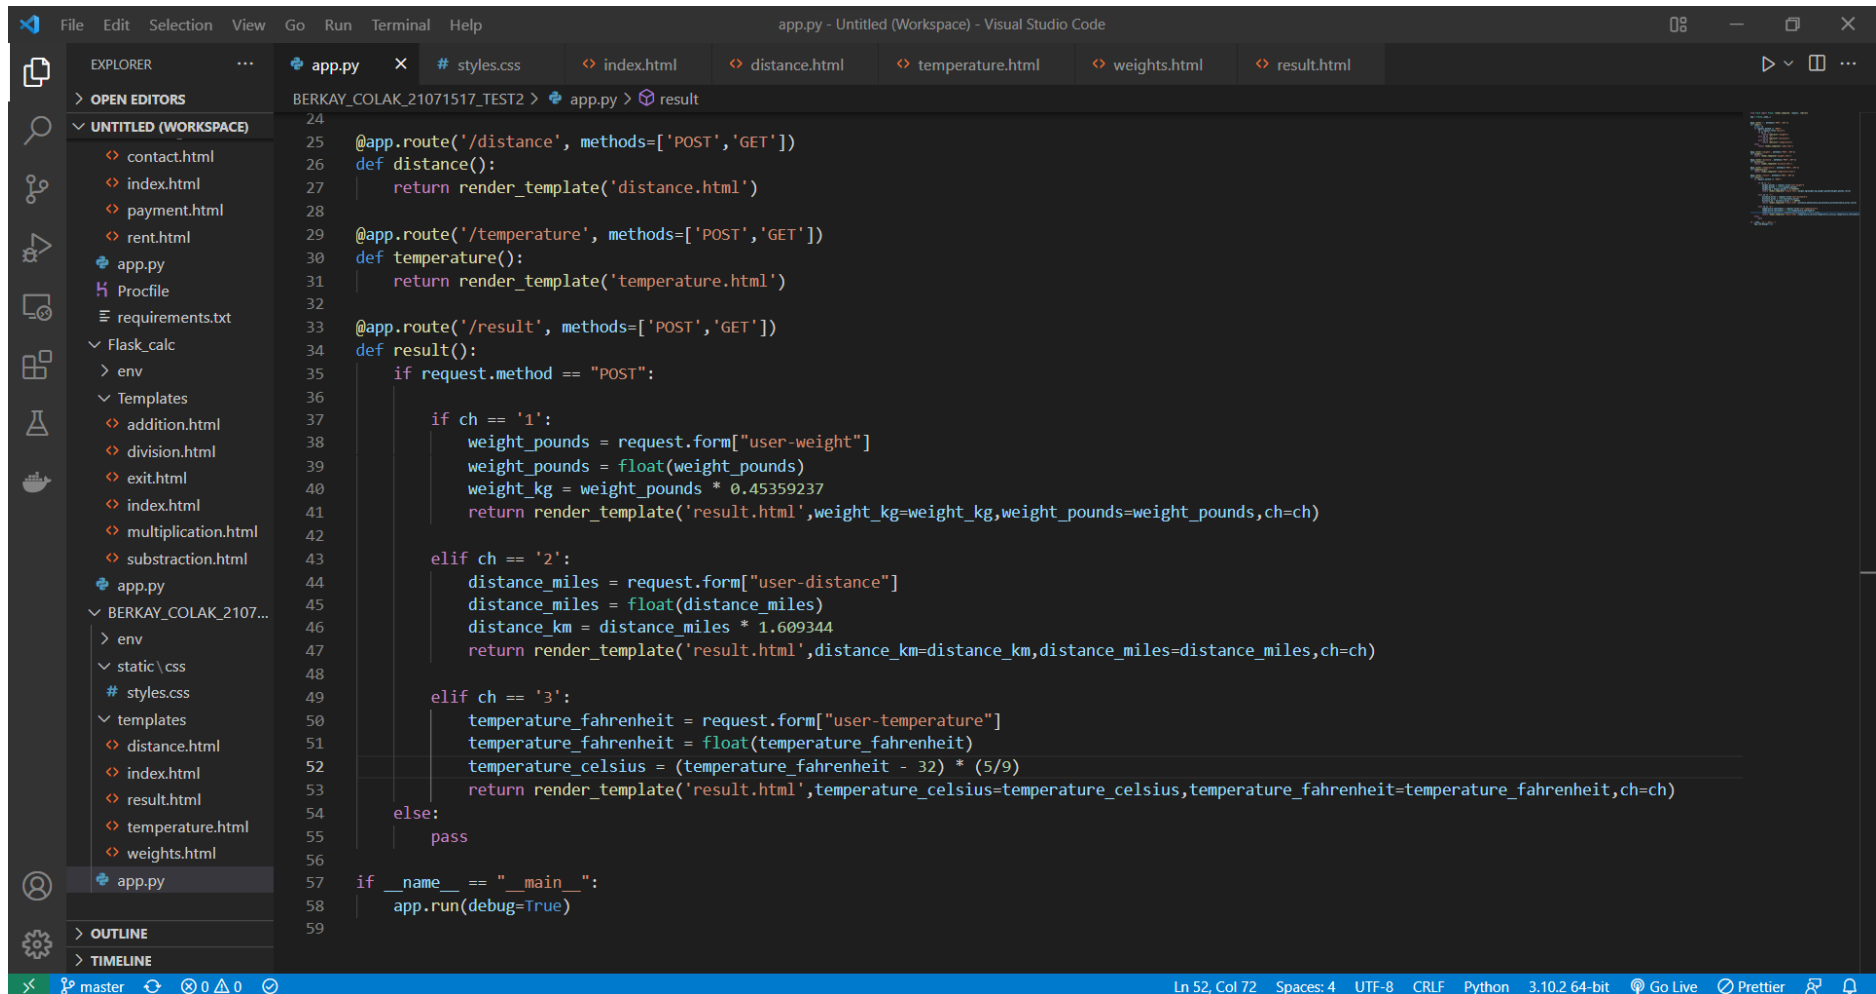 File Edit Selection View Go Run Terminal Help app.py - Untitled (Workspace) - Visual Studio Code
EXPLORER ...
app.py
# styles.css
<> index.html
<> distance.html
<> temperature.html
<> weights.html
<> result.html
OPEN EDITORS
BERKAY_COLAK_21071517_TEST2 > app.py > result
UNTITLED (WORKSPACE)
<> contact.html
<> index.html
<> payment.html
<> rent.html
app.py
Procfile
requirements.txt
Flask_calc
env
Templates
<> addition.html
<> division.html
<> exit.html
<> index.html
<> multiplication.html
<> substraction.html
app.py
BERKAY_COLAK_2107...
env
static\css
# styles.css
templates
<> distance.html
<> index.html
<> result.html
<> temperature.html
<> weights.html
app.py
OUTLINE
TIMELINE
24
25 @app.route('/distance', methods=['POST','GET'])
26 def distance():
27     return render_template('distance.html')
28
29 @app.route('/temperature', methods=['POST','GET'])
30 def temperature():
31     return render_template('temperature.html')
32
33 @app.route('/result', methods=['POST','GET'])
34 def result():
35     if request.method == "POST":
36
37         if ch == '1':
38             weight_pounds = request.form["user-weight"]
39             weight_pounds = float(weight_pounds)
40             weight_kg = weight_pounds * 0.45359237
41             return render_template('result.html',weight_kg=weight_kg,weight_pounds=weight_pounds,ch=ch)
42
43         elif ch == '2':
44             distance_miles = request.form["user-distance"]
45             distance_miles = float(distance_miles)
46             distance_km = distance_miles * 1.609344
47             return render_template('result.html',distance_km=distance_km,distance_miles=distance_miles,ch=ch)
48
49         elif ch == '3':
50             temperature_fahrenheit = request.form["user-temperature"]
51             temperature_fahrenheit = float(temperature_fahrenheit)
52             temperature_celsius = (temperature_fahrenheit - 32) * (5/9)
53             return render_template('result.html',temperature_celsius=temperature_celsius,temperature_fahrenheit=temperature_fahrenheit,ch=ch)
54     else:
55         pass
56
57 if __name__ == "__main__":
58     app.run(debug=True)
59
master 0 0 Ln 52, Col 72 Spaces: 4 UTF-8 CRLF Python 3.10.2 64-bit Go Live Prettier